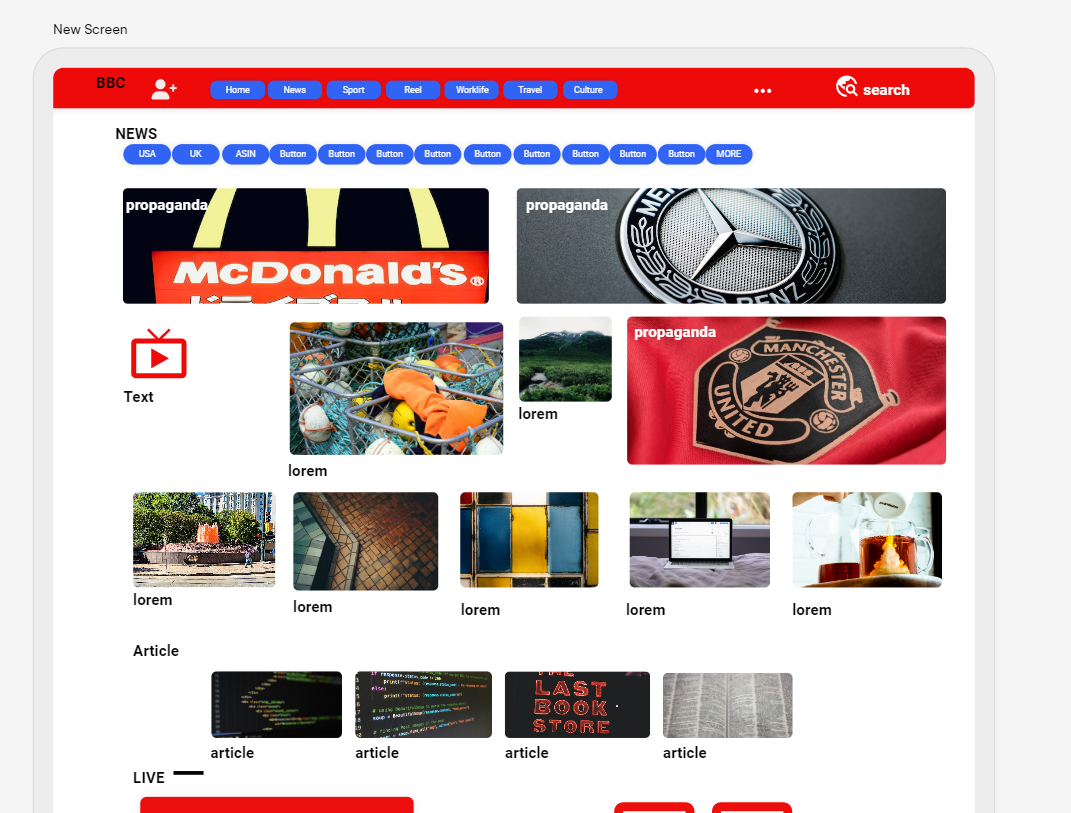 New Screen
BBC
Home News Sport Reel Worklife Travel Culture
search
NEWS
USA UK ASIN Button Button Button Button Button Button Button Button Button MORE
propaganda
McDonald's®
propaganda
BENZ
Text
lorem
lorem
propaganda
MANCHESTER
UNITED
lorem
lorem
lorem
lorem
lorem
Article
else:
LAST
BOOK
STORE
article
article
article
article
LIVE